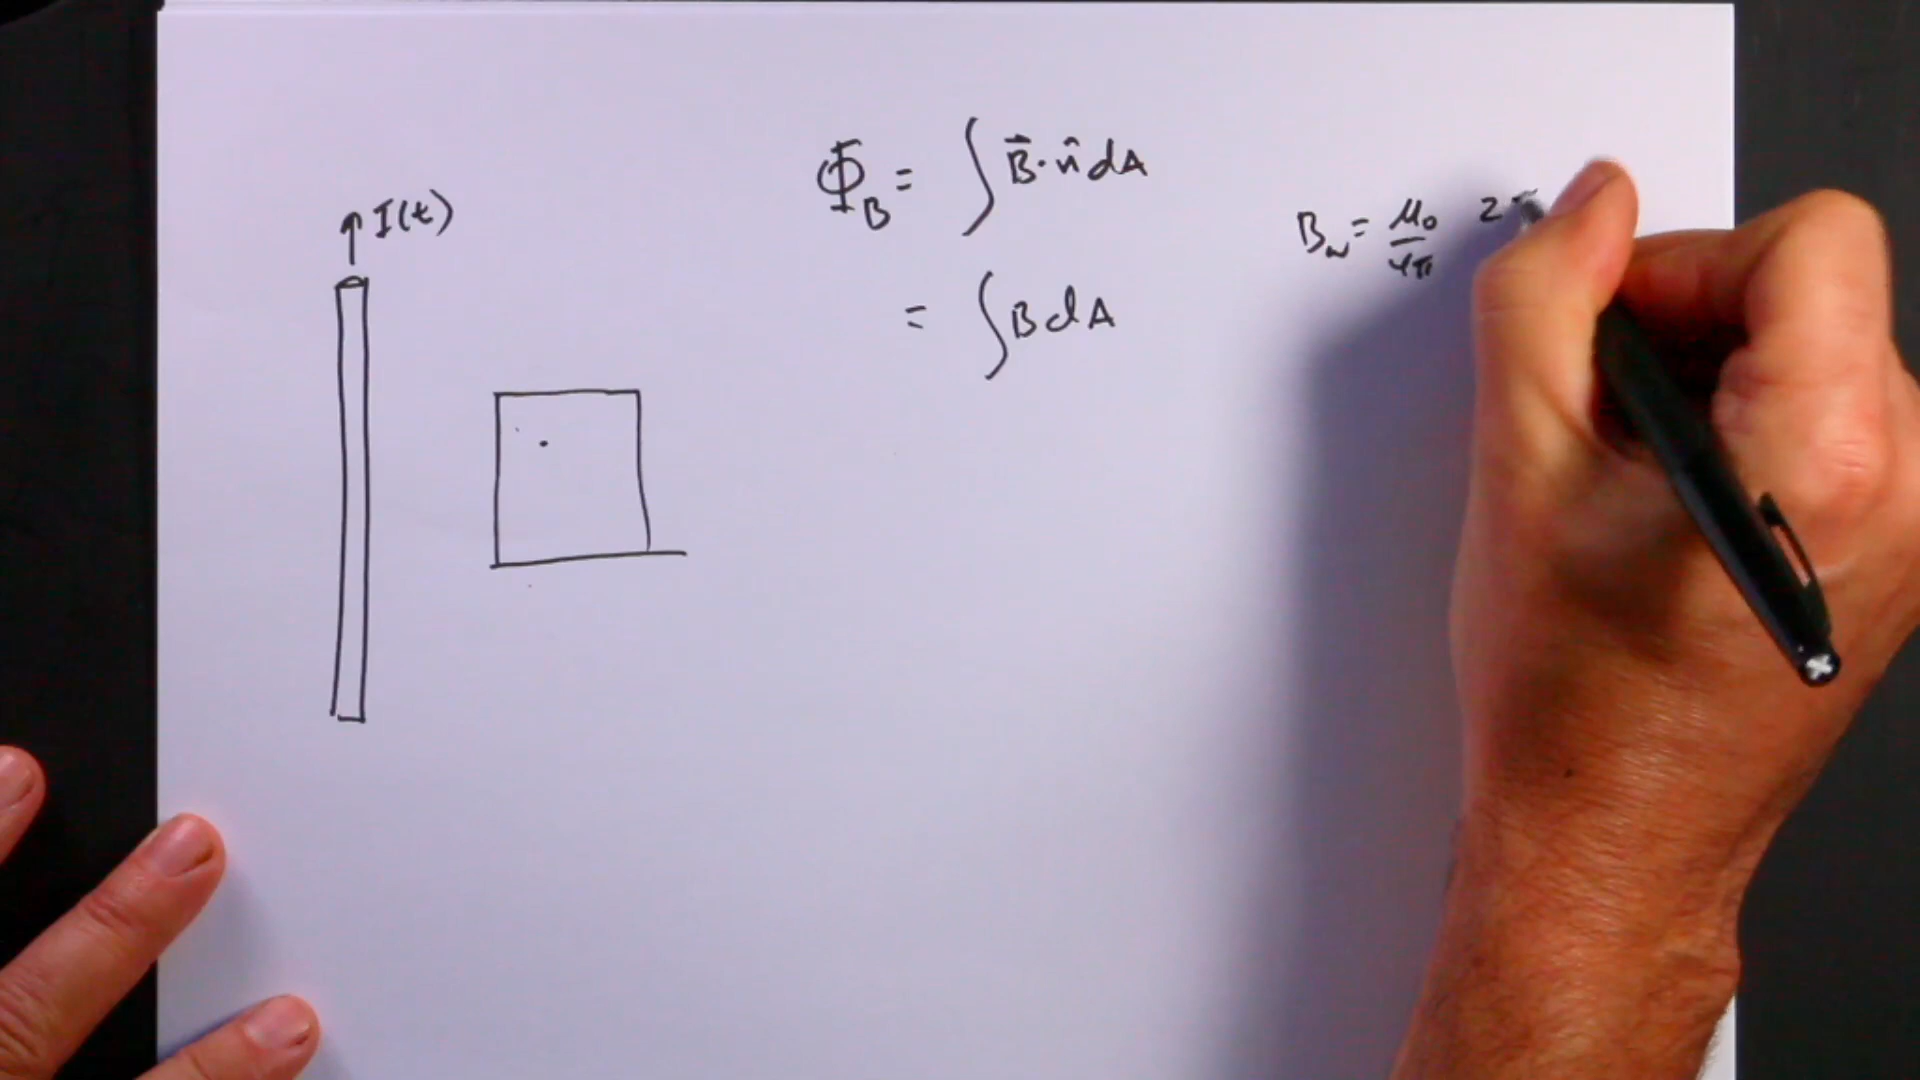 ↑ I(t)
Φ_B = ∫ B⃗ · n̂ dA
= ∫ B dA
B_w = μ₀/4π 2